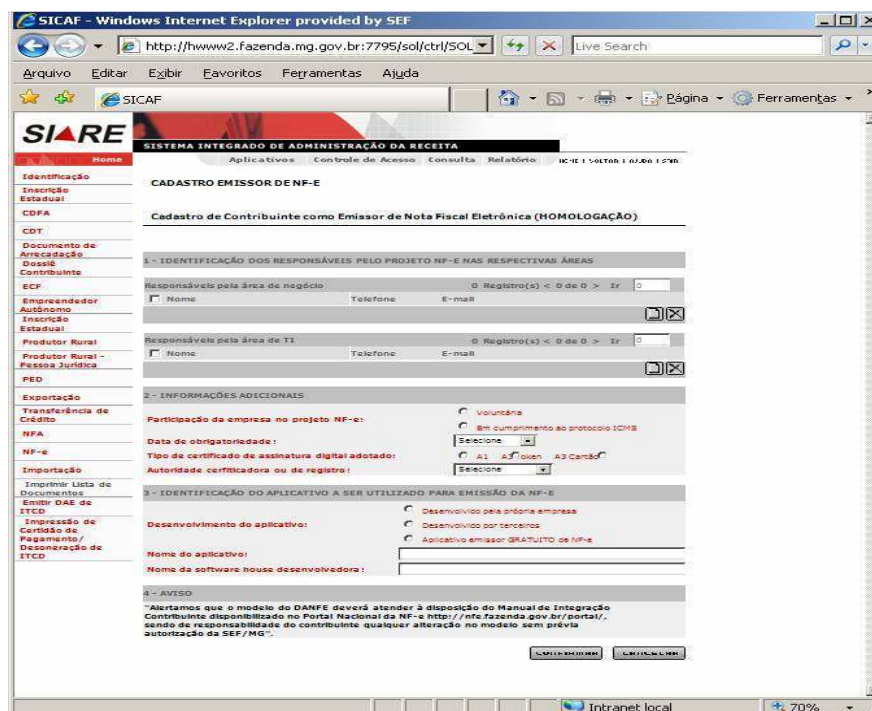 SICAF - Windows Internet Explorer provided by SEF
http://hwww2.fazenda.mg.gov.br:7795/sol/ctrl/SOL
Live Search
Arquivo Editar Exibir Favoritos Ferramentas Ajuda
SICAF
Página Ferramentas
SIARE
SISTEMA INTEGRADO DE ADMINISTRAÇÃO DA RECEITA
Home
Aplicativos Controle de Acesso Consulta Relatório HOME | VOLTAR | AJUDA | SAIR
Identificação
Inscrição Estadual
CDFA
CDT
Documento de Arrecadação
Dossiê Contribuinte
ECF
Empreendedor Autônomo
Inscrição Estadual
Produtor Rural
Produtor Rural - Pessoa Jurídica
PED
Exportação
Transferência de Crédito
NFA
NF-e
Importação
Imprimir Lista de Documentos
Emitir DAE de ITCD
Impressão de Certidão de Pagamento/ Desoneração de ITCD
CADASTRO EMISSOR DE NF-E
Cadastro de Contribuinte como Emissor de Nota Fiscal Eletrônica (HOMOLOGAÇÃO)
1 - IDENTIFICAÇÃO DOS RESPONSÁVEIS PELO PROJETO NF-E NAS RESPECTIVAS ÁREAS
Responsáveis pela área de negócio 0 Registro(s) < 0 de 0 > Ir 0
Nome Telefone E-mail
Responsáveis pela área de TI 0 Registro(s) < 0 de 0 > Ir 0
Nome Telefone E-mail
2 - INFORMAÇÕES ADICIONAIS
Participação da empresa no projeto NF-e: Voluntária
Em cumprimento ao protocolo ICMS
Data de obrigatoriedade: Selecione
Tipo de certificado de assinatura digital adotado: A1 A3 Token A3 Cartão
Autoridade cerfiticadora ou de registro: Selecione
3 - IDENTIFICAÇÃO DO APLICATIVO A SER UTILIZADO PARA EMISSÃO DA NF-E
Desenvolvimento do aplicativo: Desenvolvido pela própria empresa
Desenvolvido por terceiros
Aplicativo emissor GRATUITO de NF-e
Nome do aplicativo:
Nome da software house desenvolvedora:
4 - AVISO
"Alertamos que o modelo do DANFE deverá atender à disposição do Manual de Integração
Contribuinte disponibilizado no Portal Nacional da NF-e http://nfe.fazenda.gov.br/portal/,
sendo de responsabilidade do contribuinte qualquer alteração no modelo sem prévia
autorização da SEF/MG".
CONFIRMAR CANCELAR
Intranet local 70%